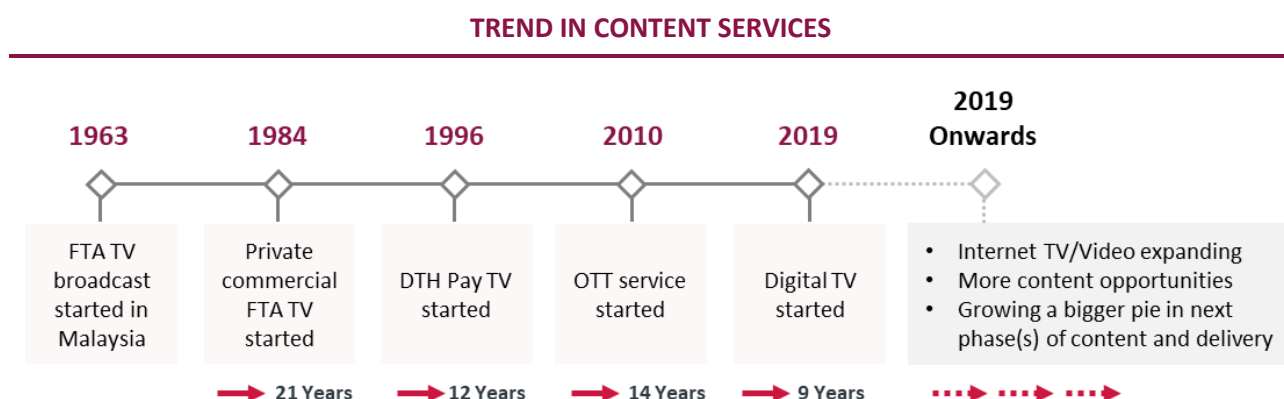 TREND IN CONTENT SERVICES
1963
1984
1996
2010
2019
2019
Onwards
FTA TV
broadcast
started in
Malaysia
Private
commercial
FTA TV
started
DTH Pay TV
started
OTT service
started
Digital TV
started
• Internet TV/Video expanding
• More content opportunities
• Growing a bigger pie in next
phase(s) of content and delivery
21 Years
12 Years
14 Years
9 Years